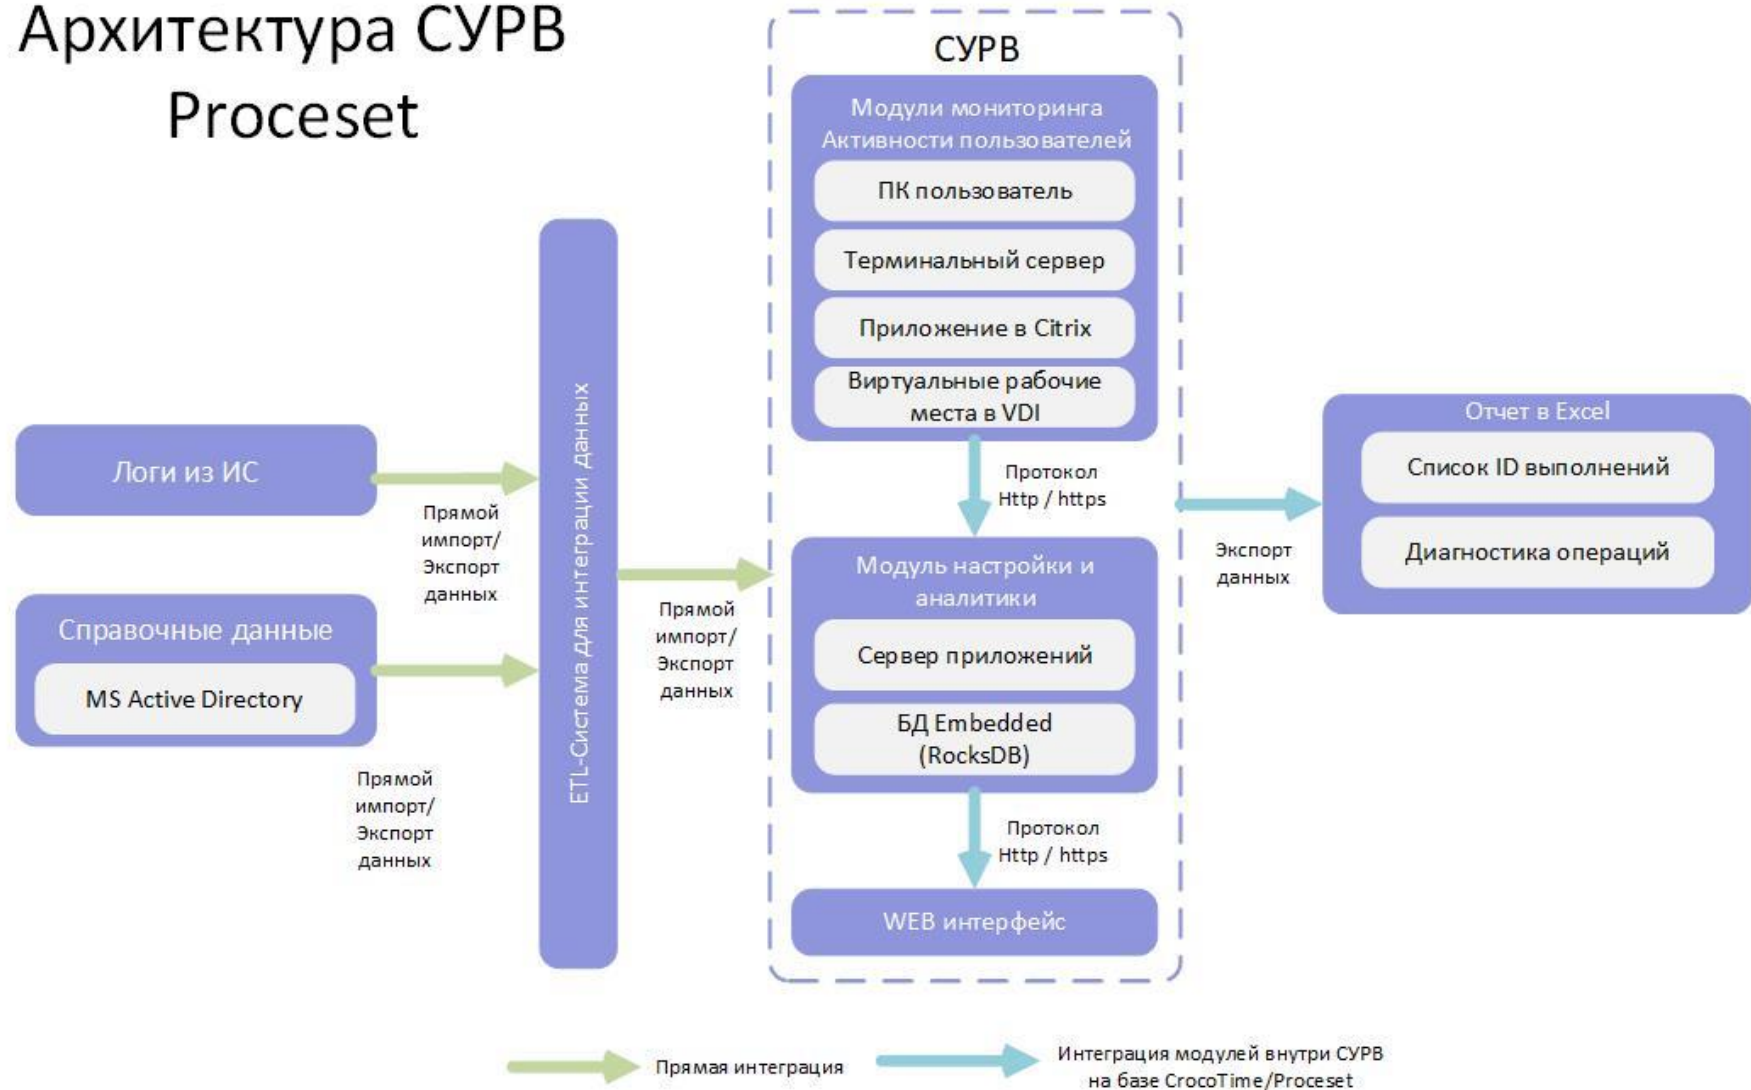 Архитектура СУРВ
Proceset
СУРВ
Модули мониторинга
Активности пользователей
ПК пользователь
Терминальный сервер
Приложение в Citrix
Виртуальные рабочие
места в VDI
Протокол
Http / https
Модуль настройки и
аналитики
Сервер приложений
БД Embedded
(RocksDB)
Протокол
Http / https
WEB интерфейс
Логи из ИС
Прямой
импорт/
Экспорт
данных
Справочные данные
MS Active Directory
Прямой
импорт/
Экспорт
данных
ETL-Система для интеграции данных
Прямой
импорт/
Экспорт
данных
Экспорт
данных
Отчет в Excel
Список ID выполнений
Диагностика операций
Прямая интеграция
Интеграция модулей внутри СУРВ
на базе CrocoTime/Proceset